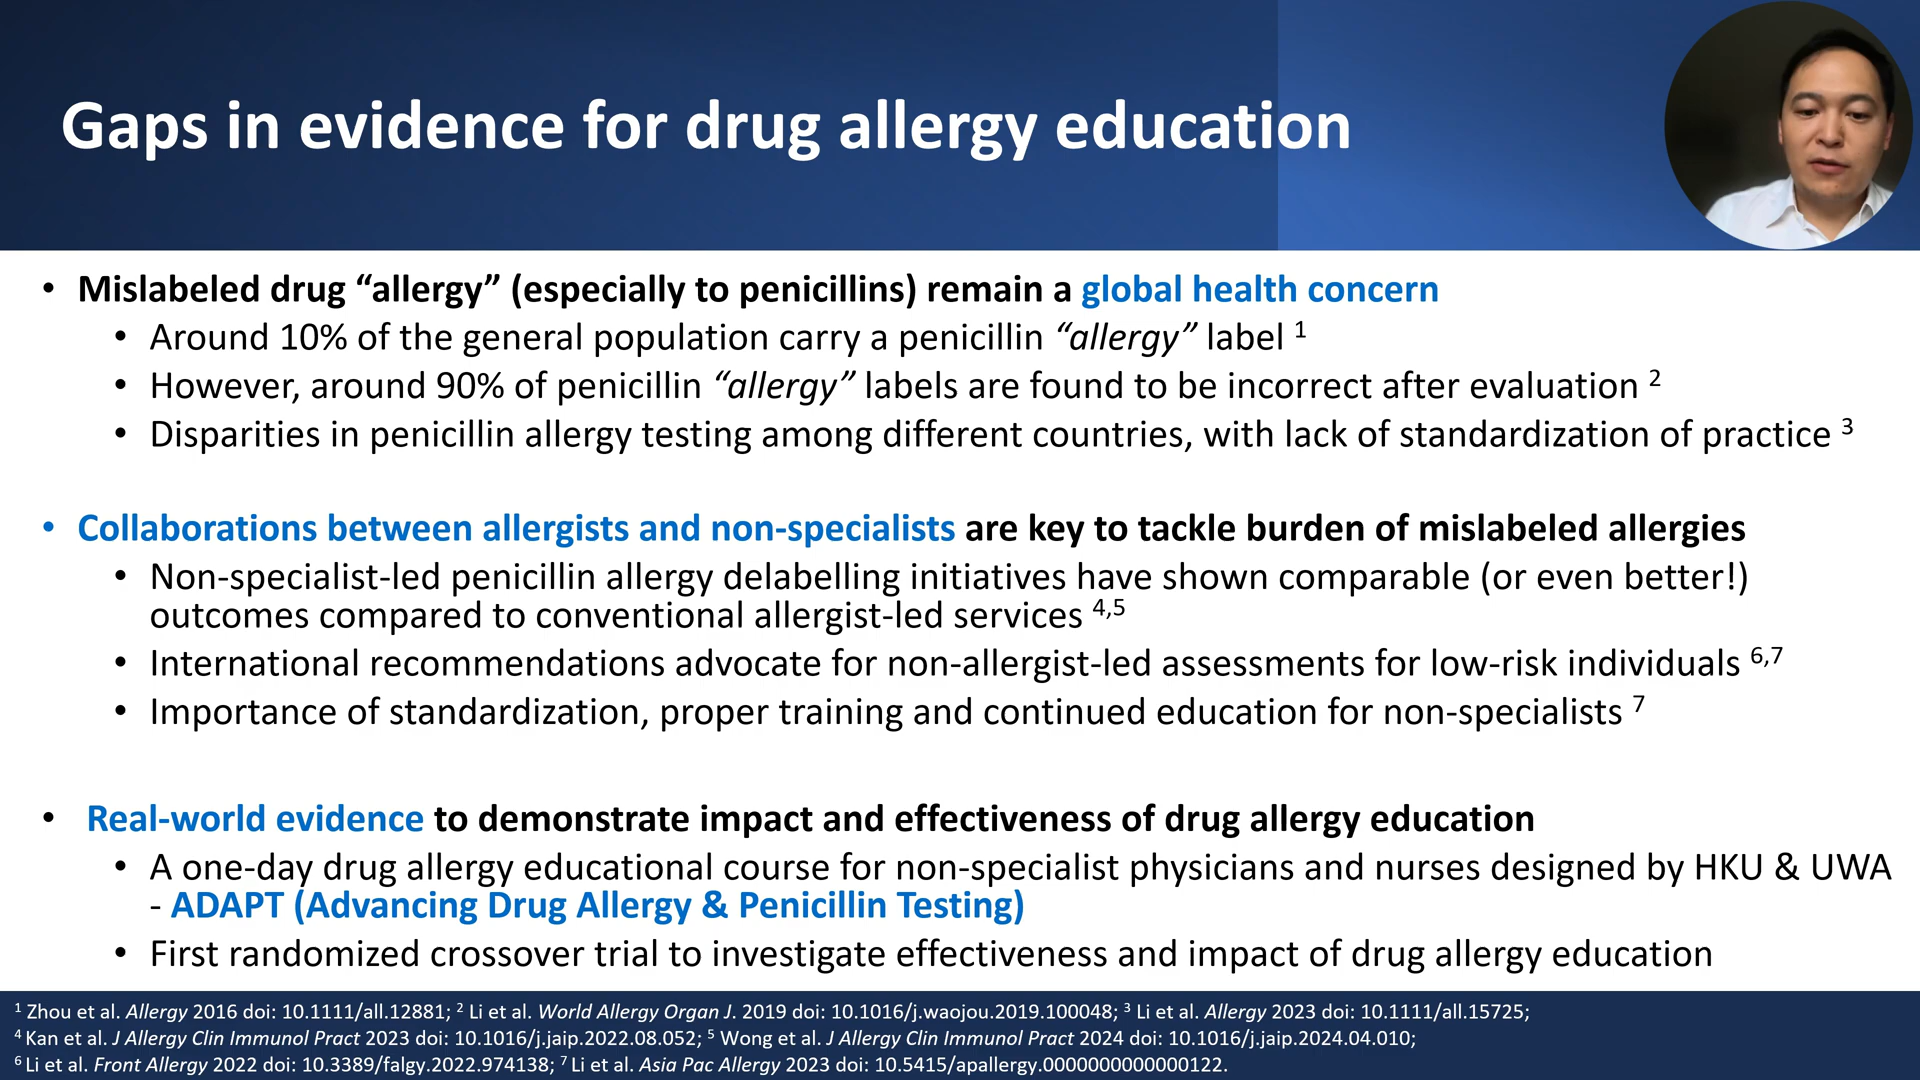 Gaps in evidence for drug allergy education
• Mislabeled drug “allergy” (especially to penicillins) remain a global health concern
• Around 10% of the general population carry a penicillin “allergy” label 1
• However, around 90% of penicillin “allergy” labels are found to be incorrect after evaluation 2
• Disparities in penicillin allergy testing among different countries, with lack of standardization of practice 3
• Collaborations between allergists and non-specialists are key to tackle burden of mislabeled allergies
• Non-specialist-led penicillin allergy delabelling initiatives have shown comparable (or even better!)
outcomes compared to conventional allergist-led services 4,5
• International recommendations advocate for non-allergist-led assessments for low-risk individuals 6,7
• Importance of standardization, proper training and continued education for non-specialists 7
• Real-world evidence to demonstrate impact and effectiveness of drug allergy education
• A one-day drug allergy educational course for non-specialist physicians and nurses designed by HKU & UWA
- ADAPT (Advancing Drug Allergy & Penicillin Testing)
• First randomized crossover trial to investigate effectiveness and impact of drug allergy education
1 Zhou et al. Allergy 2016 doi: 10.1111/all.12881; 2 Li et al. World Allergy Organ J. 2019 doi: 10.1016/j.waojou.2019.100048; 3 Li et al. Allergy 2023 doi: 10.1111/all.15725;
4 Kan et al. J Allergy Clin Immunol Pract 2023 doi: 10.1016/j.jaip.2022.08.052; 5 Wong et al. J Allergy Clin Immunol Pract 2024 doi: 10.1016/j.jaip.2024.04.010;
6 Li et al. Front Allergy 2022 doi: 10.3389/falgy.2022.974138; 7 Li et al. Asia Pac Allergy 2023 doi: 10.5415/apallergy.0000000000000122.